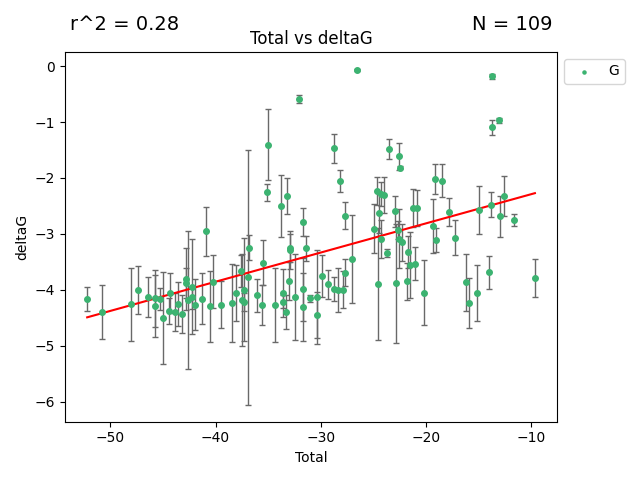 r^2 = 0.28 N = 109
Total vs deltaG
G
deltaG
0
−1
−2
−3
−4
−5
−6
−50 −40 −30 −20 −10
Total